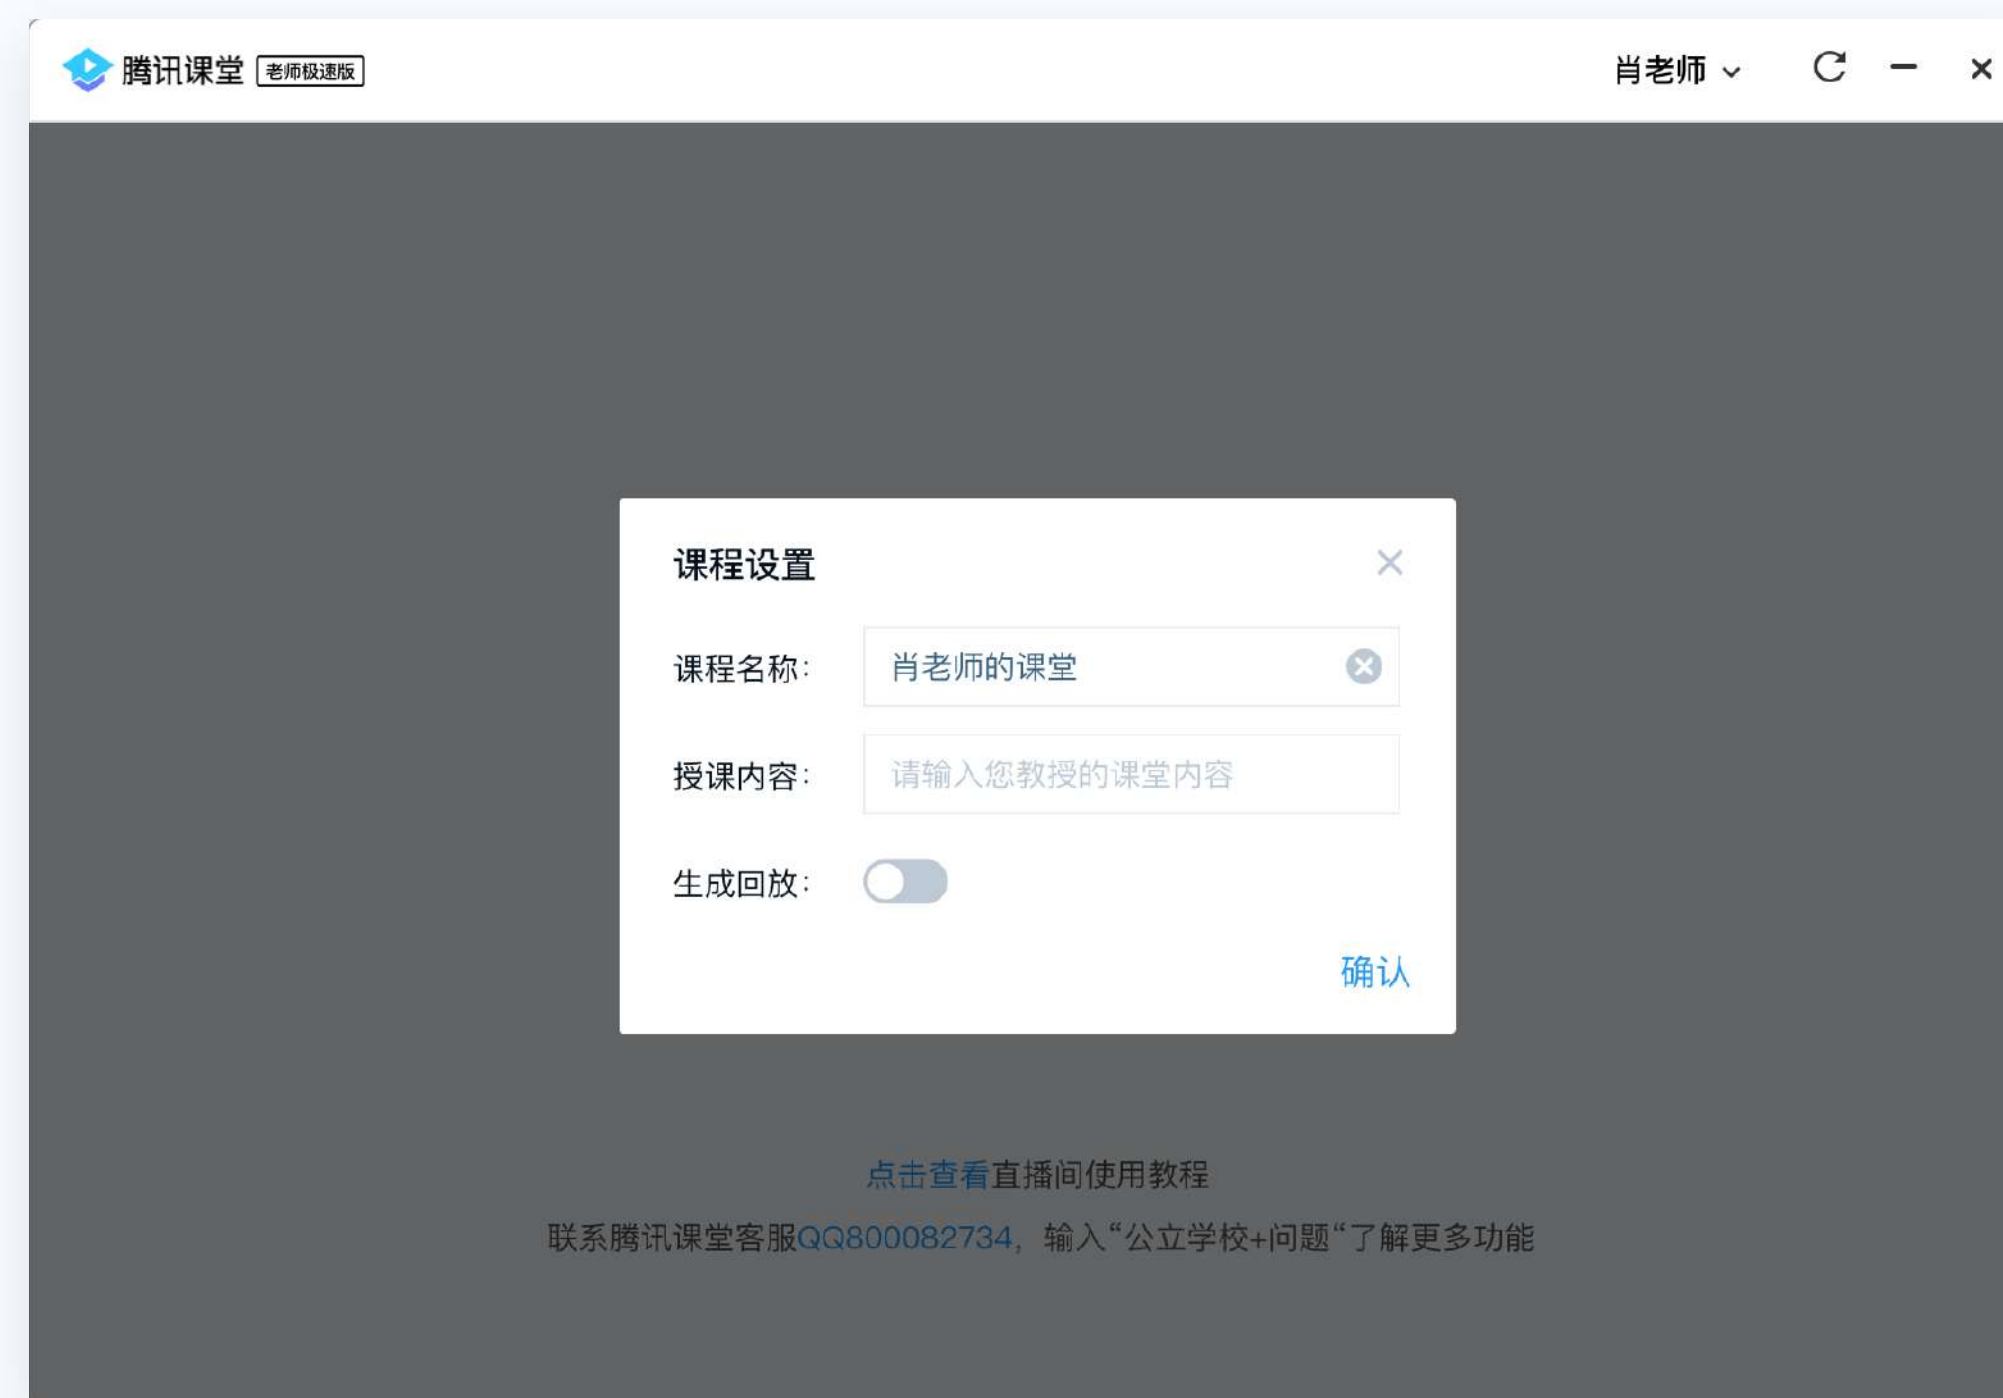 腾讯课堂 老师极速版 肖老师
课程设置
课程名称： 肖老师的课堂
授课内容： 请输入您教授的课堂内容
生成回放：
确认
点击查看直播间使用教程
联系腾讯课堂客服QQ800082734，输入“公立学校+问题“了解更多功能